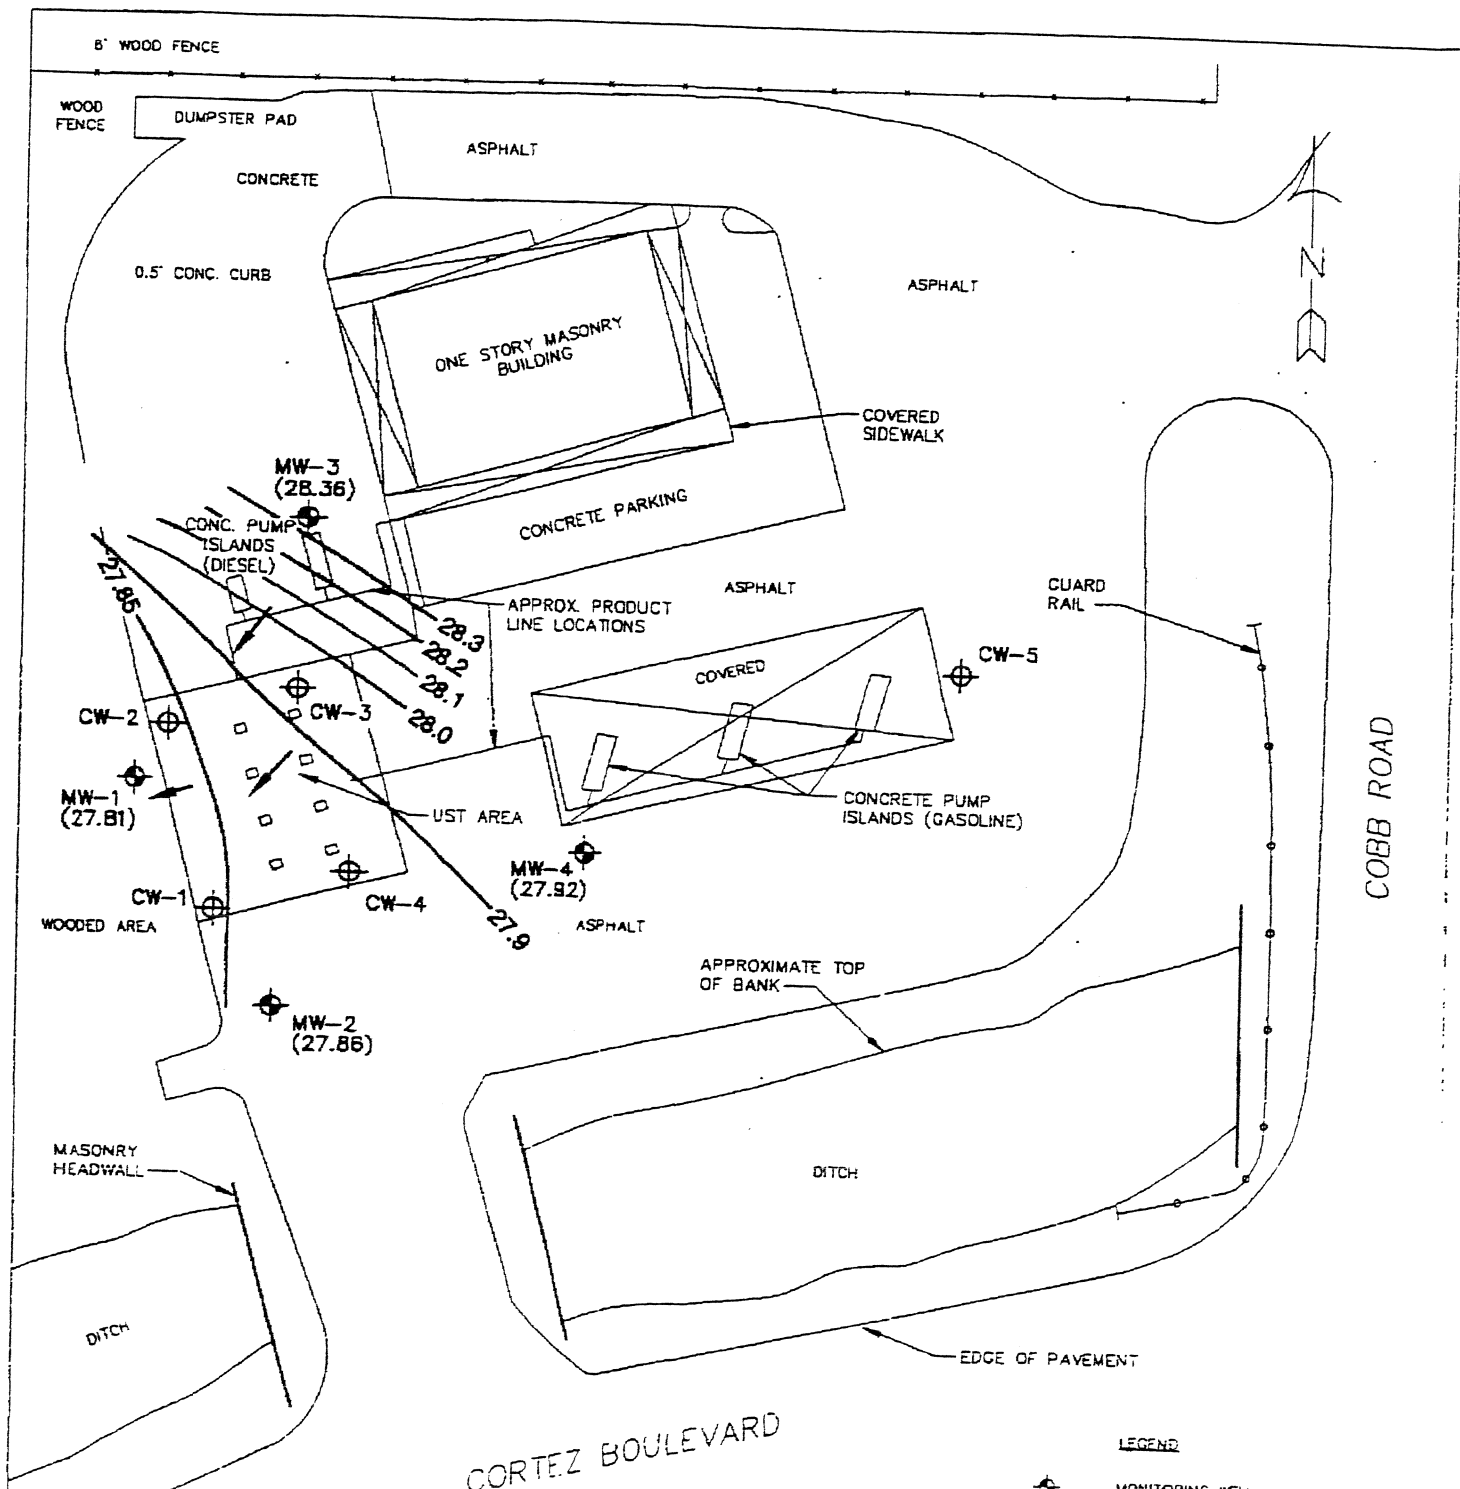 8' WOOD FENCE
WOOD
FENCE
DUMPSTER PAD
ASPHALT
CONCRETE
0.5' CONC. CURB
ASPHALT
N
ONE STORY MASONRY
BUILDING
COVERED
SIDEWALK
MW-3
(28.36)
CONCRETE PARKING
CONC. PUMP
ISLANDS
(DIESEL)
27.85
ASPHALT
GUARD
RAIL
APPROX. PRODUCT
LINE LOCATIONS
28.3
28.2
28.1
28.0
COVERED
CW-5
CW-2
CW-3
MW-1
(27.81)
UST AREA
CONCRETE PUMP
ISLANDS (GASOLINE)
COBB ROAD
MW-4
(27.92)
CW-1
CW-4
27.9
WOODED AREA
ASPHALT
APPROXIMATE TOP
OF BANK
MW-2
(27.86)
MASONRY
HEADWALL
DITCH
DITCH
EDGE OF PAVEMENT
CORTEZ BOULEVARD
LEGEND
MONITORING